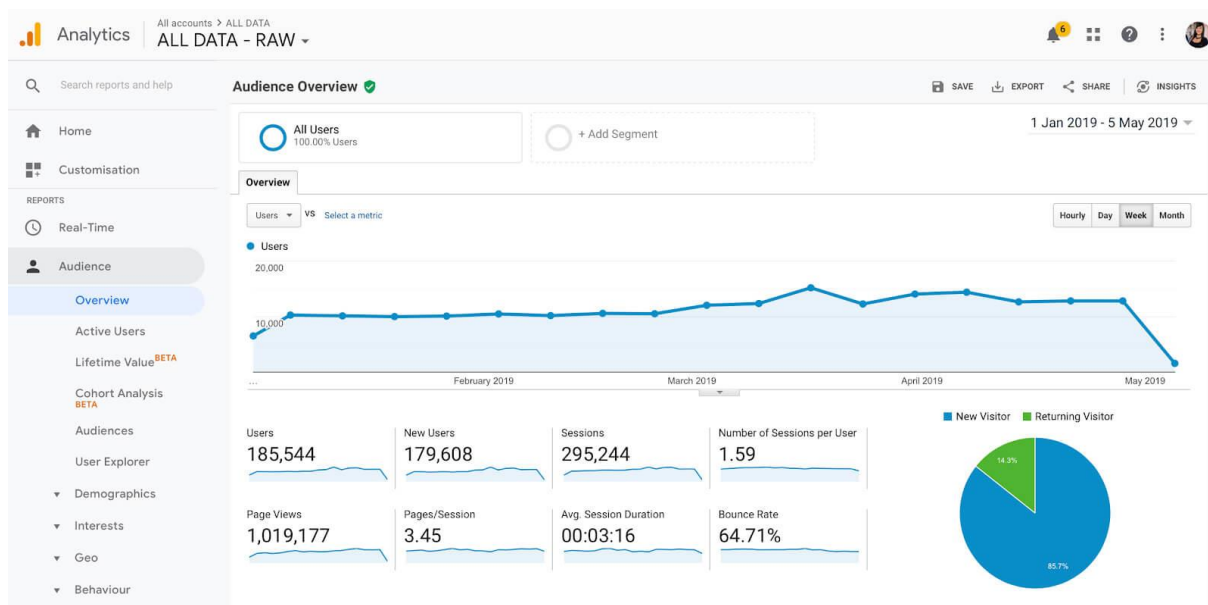 All accounts > ALL DATA
Analytics
ALL DATA - RAW
6
Search reports and help
Audience Overview
SAVE
EXPORT
SHARE
INSIGHTS
Home
Customisation
REPORTS
Real-Time
Audience
Overview
Active Users
Lifetime Value BETA
Cohort Analysis
BETA
Audiences
User Explorer
Demographics
Interests
Geo
Behaviour
All Users
100.00% Users
+ Add Segment
1 Jan 2019 - 5 May 2019
Overview
Users
VS
Select a metric
Hourly
Day
Week
Month
Users
20,000
10,000
...
February 2019
March 2019
April 2019
May 2019
Users
185,544
New Users
179,608
Sessions
295,244
Number of Sessions per User
1.59
Page Views
1,019,177
Pages/Session
3.45
Avg. Session Duration
00:03:16
Bounce Rate
64.71%
New Visitor
Returning Visitor
14.3%
85.7%